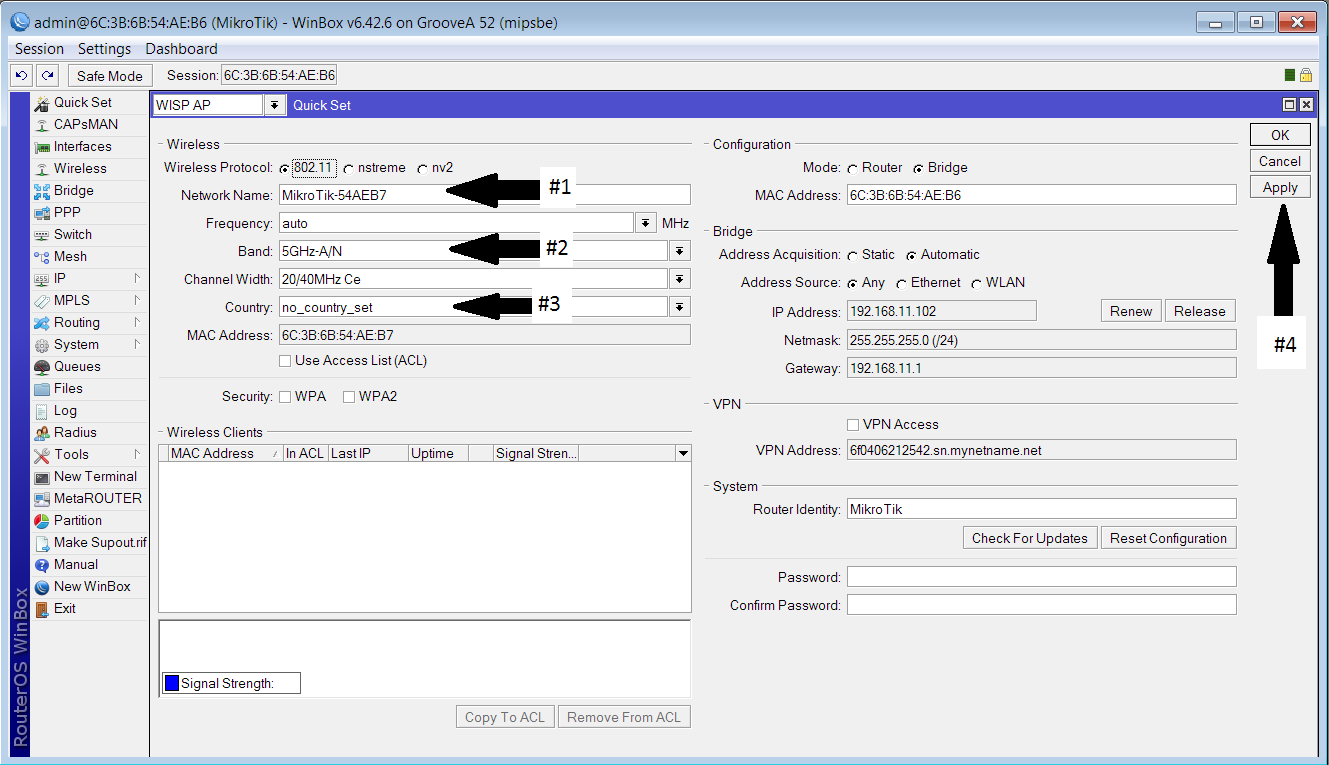 admin@6C:3B:6B:54:AE:B6 (MikroTik) - WinBox v6.42.6 on GrooveA 52 (mipsbe)
Session Settings Dashboard
Safe Mode Session: 6C:3B:6B:54:AE:B6
Quick Set
CAPsMAN
Interfaces
Wireless
Bridge
PPP
Switch
Mesh
IP
MPLS
Routing
System
Queues
Files
Log
Radius
Tools
New Terminal
MetaROUTER
Partition
Make Supout.rif
Manual
New WinBox
Exit
RouterOS WinBox
WISP AP Quick Set
Wireless
Wireless Protocol: 802.11 nstreme nv2
Network Name: MikroTik-54AEB7 #1
Frequency: auto MHz
Band: 5GHz-A/N #2
Channel Width: 20/40MHz Ce
Country: no_country_set #3
MAC Address: 6C:3B:6B:54:AE:B7
Use Access List (ACL)
Security: WPA WPA2
Wireless Clients
MAC Address In ACL Last IP Uptime Signal Stren...
Signal Strength:
Copy To ACL Remove From ACL
Configuration
Mode: Router Bridge
MAC Address: 6C:3B:6B:54:AE:B6
Bridge
Address Acquisition: Static Automatic
Address Source: Any Ethernet WLAN
IP Address: 192.168.11.102 Renew Release
Netmask: 255.255.255.0 (/24)
Gateway: 192.168.11.1
VPN
VPN Access
VPN Address: 6f0406212542.sn.mynetname.net
System
Router Identity: MikroTik
Check For Updates Reset Configuration
Password:
Confirm Password:
OK
Cancel
Apply
#4